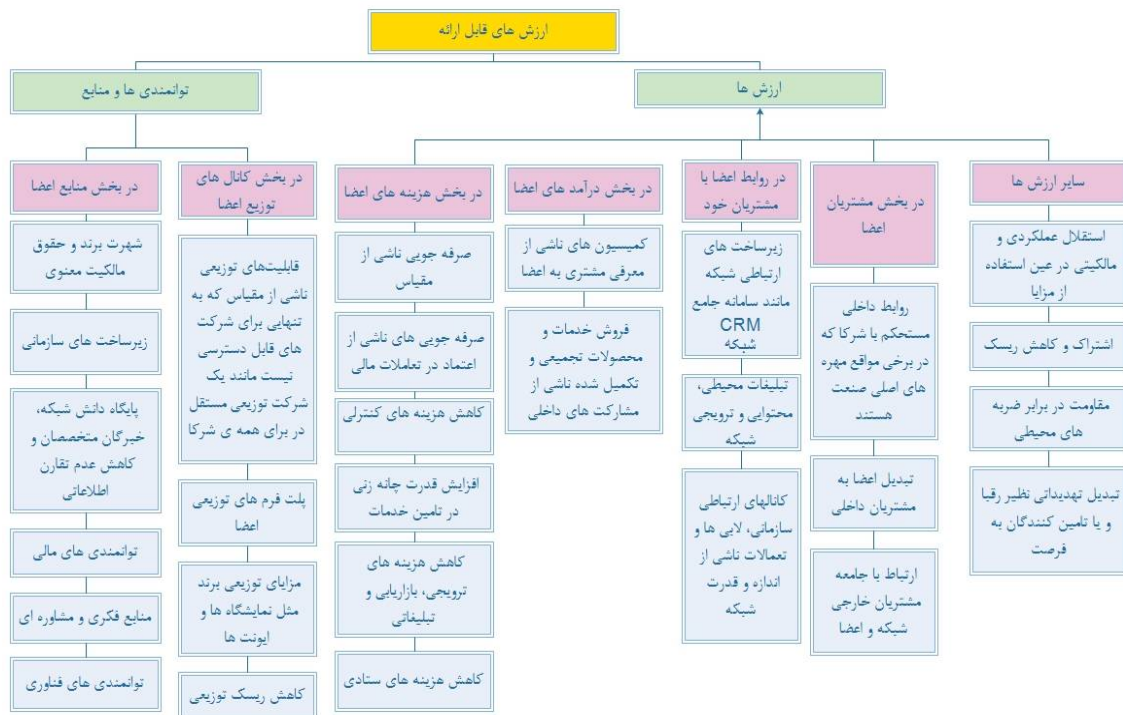 ارزش های قابل ارائه
ارزش ها
توانمندی ها و منابع
سایر ارزش ها
استقلال عملکردی و
مالکیتی در عین استفاده
از مزایا
اشتراک و کاهش ریسک
مقاومت در برابر ضربه
های محیطی
تبدیل تهدیداتی نظیر رقبا
و یا تامین کنندگان به
فرصت
در بخش مشتریان
اعضا
روابط داخلی
مستحکم با شرکا که
در برخی مواقع مهره
های اصلی صنعت
هستند
تبدیل اعضا به
مشتریان داخلی
ارتباط با جامعه
مشتریان خارجی
شبکه و اعضا
در روابط اعضا با
مشتریان خود
زیرساخت های
ارتباطی شبکه
مانند سامانه جامع
CRM
شبکه
تبلیغات محیطی،
محتوایی و ترویجی
شبکه
کانالهای ارتباطی
سازمانی، لابی ها و
تعمالات ناشی از
اندازه و قدرت
شبکه
در بخش درآمد های اعضا
کمیسیون های ناشی از
معرفی مشتری به اعضا
فروش خدمات و
محصولات تجمیعی و
تکمیل شده ناشی از
مشارکت های داخلی
در بخش هزینه های اعضا
صرفه جویی ناشی از
مقیاس
صرفه جویی های ناشی از
اعتماد در تعاملات مالی
کاهش هزینه های کنترلی
افزایش قدرت چانه زنی
در تامین خدمات
کاهش هزینه های
ترویجی، بازاریابی و
تبلیغاتی
کاهش هزینه های ستادی
در بخش کانال های
توزیع اعضا
قابلیت‌های توزیعی
ناشی از مقیاس که به
تنهایی برای شرکت
های قابل دسترسی
نیست مانند یک
شرکت توزیعی مستقل
در برای همه ی شرکا
پلت فرم های توزیعی
اعضا
مزایای توزیعی برند
مثل نمایشگاه ها و
ایونت ها
کاهش ریسک توزیعی
در بخش منابع اعضا
شهرت برند و حقوق
مالکیت معنوی
زیرساخت های سازمانی
پایگاه دانش شبکه،
خبرگان متخصصان و
کاهش عدم تقارن
اطلاعاتی
توانمندی های مالی
منابع فکری و مشاوره ای
توانمندی های فناوری